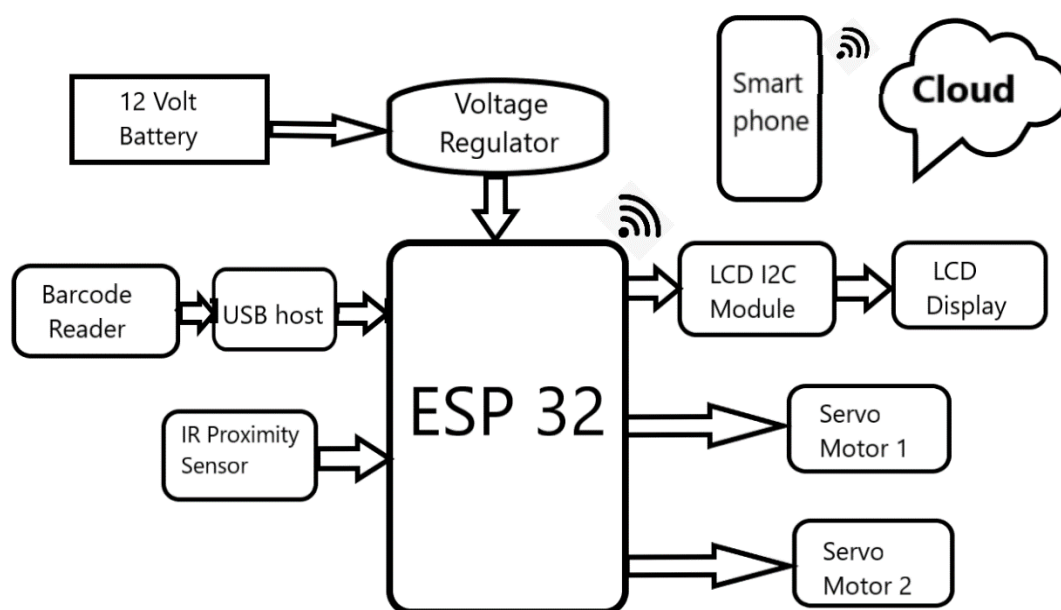 12 Volt
Battery
Voltage
Regulator
Smart
phone
Cloud
Barcode
Reader
USB host
LCD I2C
Module
LCD
Display
ESP 32
IR Proximity
Sensor
Servo
Motor 1
Servo
Motor 2